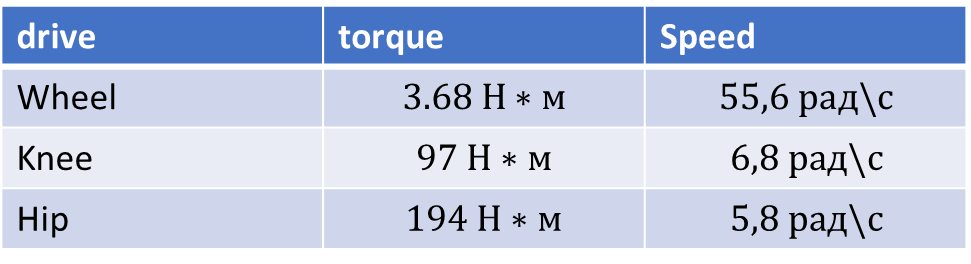 drive torque Speed
Wheel 3.68 Н ∗ м 55,6 рад\с
Knee 97 Н ∗ м 6,8 рад\с
Hip 194 Н ∗ м 5,8 рад\с